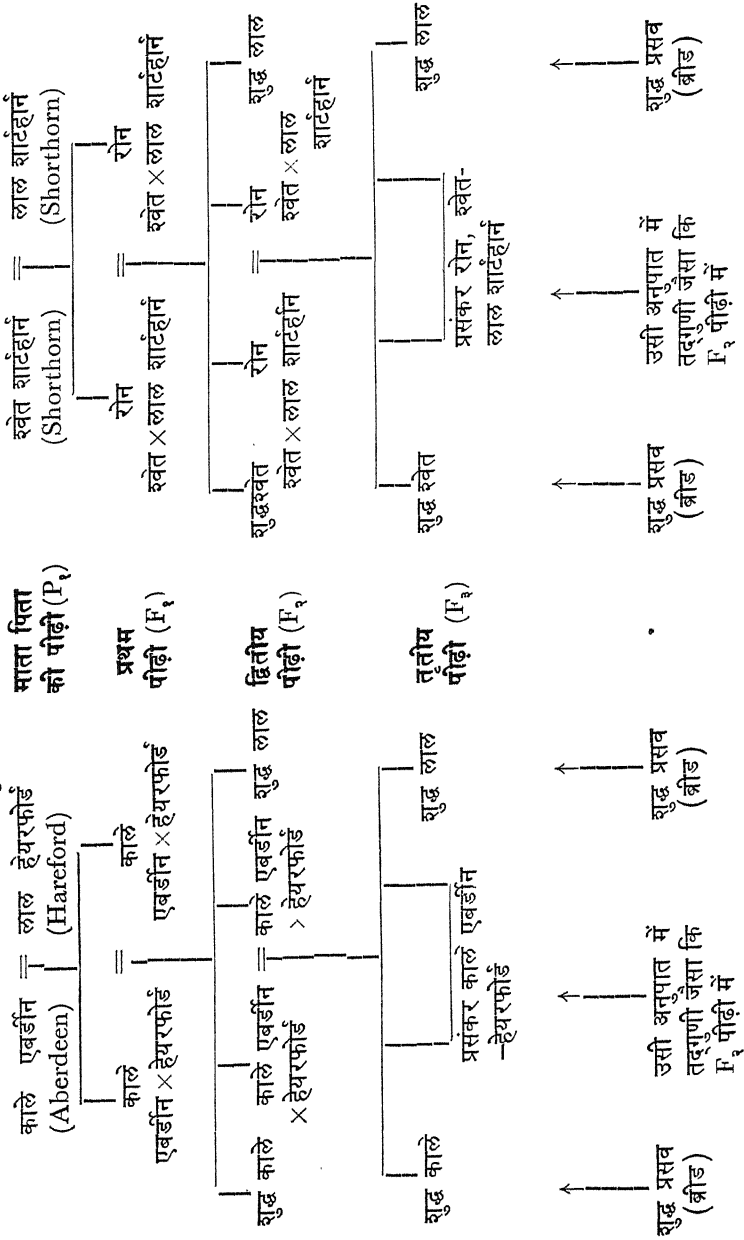 काले एबर्डीन = लाल हेयरफोर्ड
(Aberdeen) (Hareford)
काले काले
एबर्डीन × हेयरफोर्ड = एबर्डीन × हेयरफोर्ड
शुद्ध काले काले एबर्डीन = काले एबर्डीन शुद्ध लाल
× हेयरफोर्ड > हेयरफोर्ड
शुद्ध काले शुद्ध लाल
प्रसंकर काले एबर्डीन
–हेयरफोर्ड
शुद्ध प्रसव
(ब्रीड)
उसी अनुपात में
तद्गुणी जैसा कि
F₂ पीढ़ी में
शुद्ध प्रसव
(ब्रीड)
माता पिता
की पीढ़ी (P₁)
प्रथम
पीढ़ी (F₁)
द्वितीय
पीढ़ी (F₂)
तृतीय
पीढ़ी (F₃)
श्वेत शार्टहार्न = लाल शार्टहार्न
(Shorthorn) (Shorthorn)
रोन रोन
श्वेत × लाल शार्टहार्न = श्वेत × लाल शार्टहार्न
शुद्धश्वेत रोन = रोन शुद्ध लाल
श्वेत × लाल शार्टहार्न श्वेत × लाल
शार्टहार्न
शुद्ध श्वेत शुद्ध लाल
प्रसंकर रोन, श्वेत-
लाल शार्टहार्न
शुद्ध प्रसव
(ब्रीड)
उसी अनुपात में
तद्गुणी जैसा कि
F₂ पीढ़ी में
शुद्ध प्रसव
(ब्रीड)